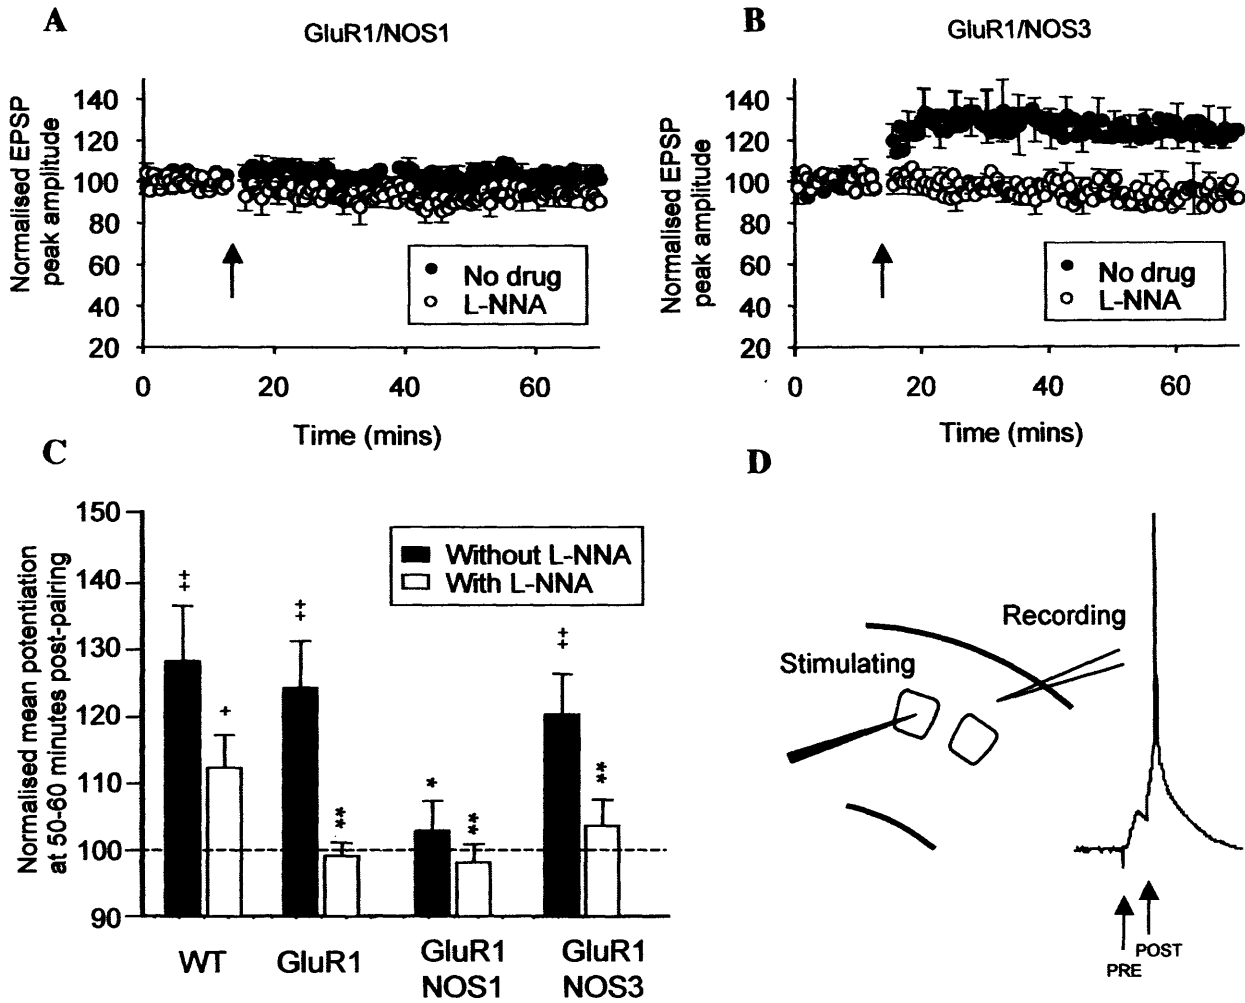 A
GluR1/NOS1
Normalised EPSP
peak amplitude
140
120
100
80
60
40
20
No drug
L-NNA
0
20
40
60
Time (mins)
B
GluR1/NOS3
Normalised EPSP
peak amplitude
140
120
100
80
60
40
20
No drug
L-NNA
0
20
40
60
Time (mins)
C
Normalised mean potentiation
at 50-60 minutes post-pairing
150
140
130
120
110
100
90
Without L-NNA
With L-NNA
‡
+
‡
**
*
**
‡
**
WT
GluR1
GluR1
NOS1
GluR1
NOS3
D
Recording
Stimulating
POST
PRE